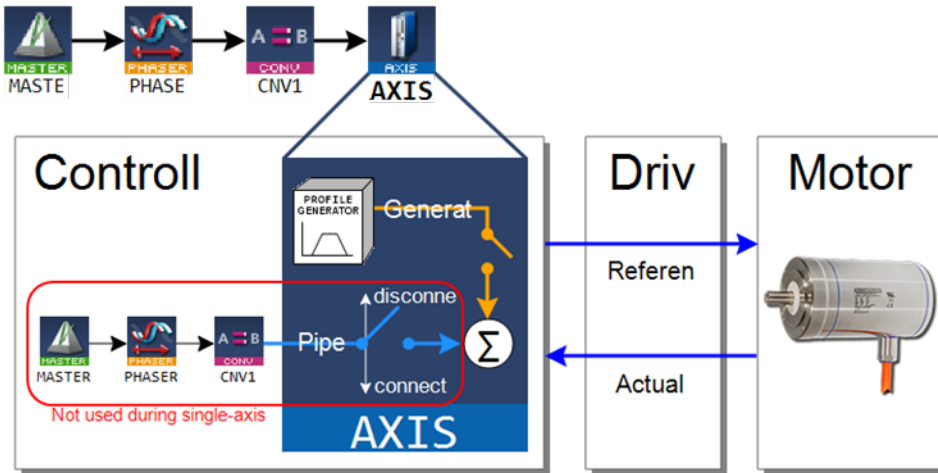 MASTER
PHASER
CONV
AXIS
MASTE
PHASE
CNV1
AXIS
Controll
Driv
Motor
PROFILE
GENERATOR
Generat
Referen
disconne
Pipe
Σ
MASTER
PHASER
CONV
MASTER
PHASER
CNV1
connect
Actual
Not used during single-axis
AXIS
A B
A B